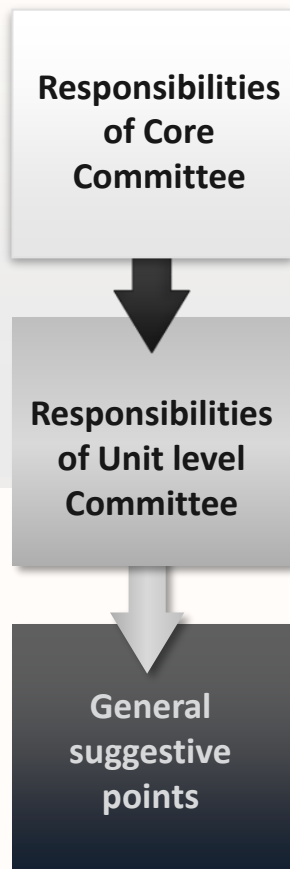 Responsibilities
of Core
Committee
Responsibilities
of Unit level
Committee
General
suggestive
points